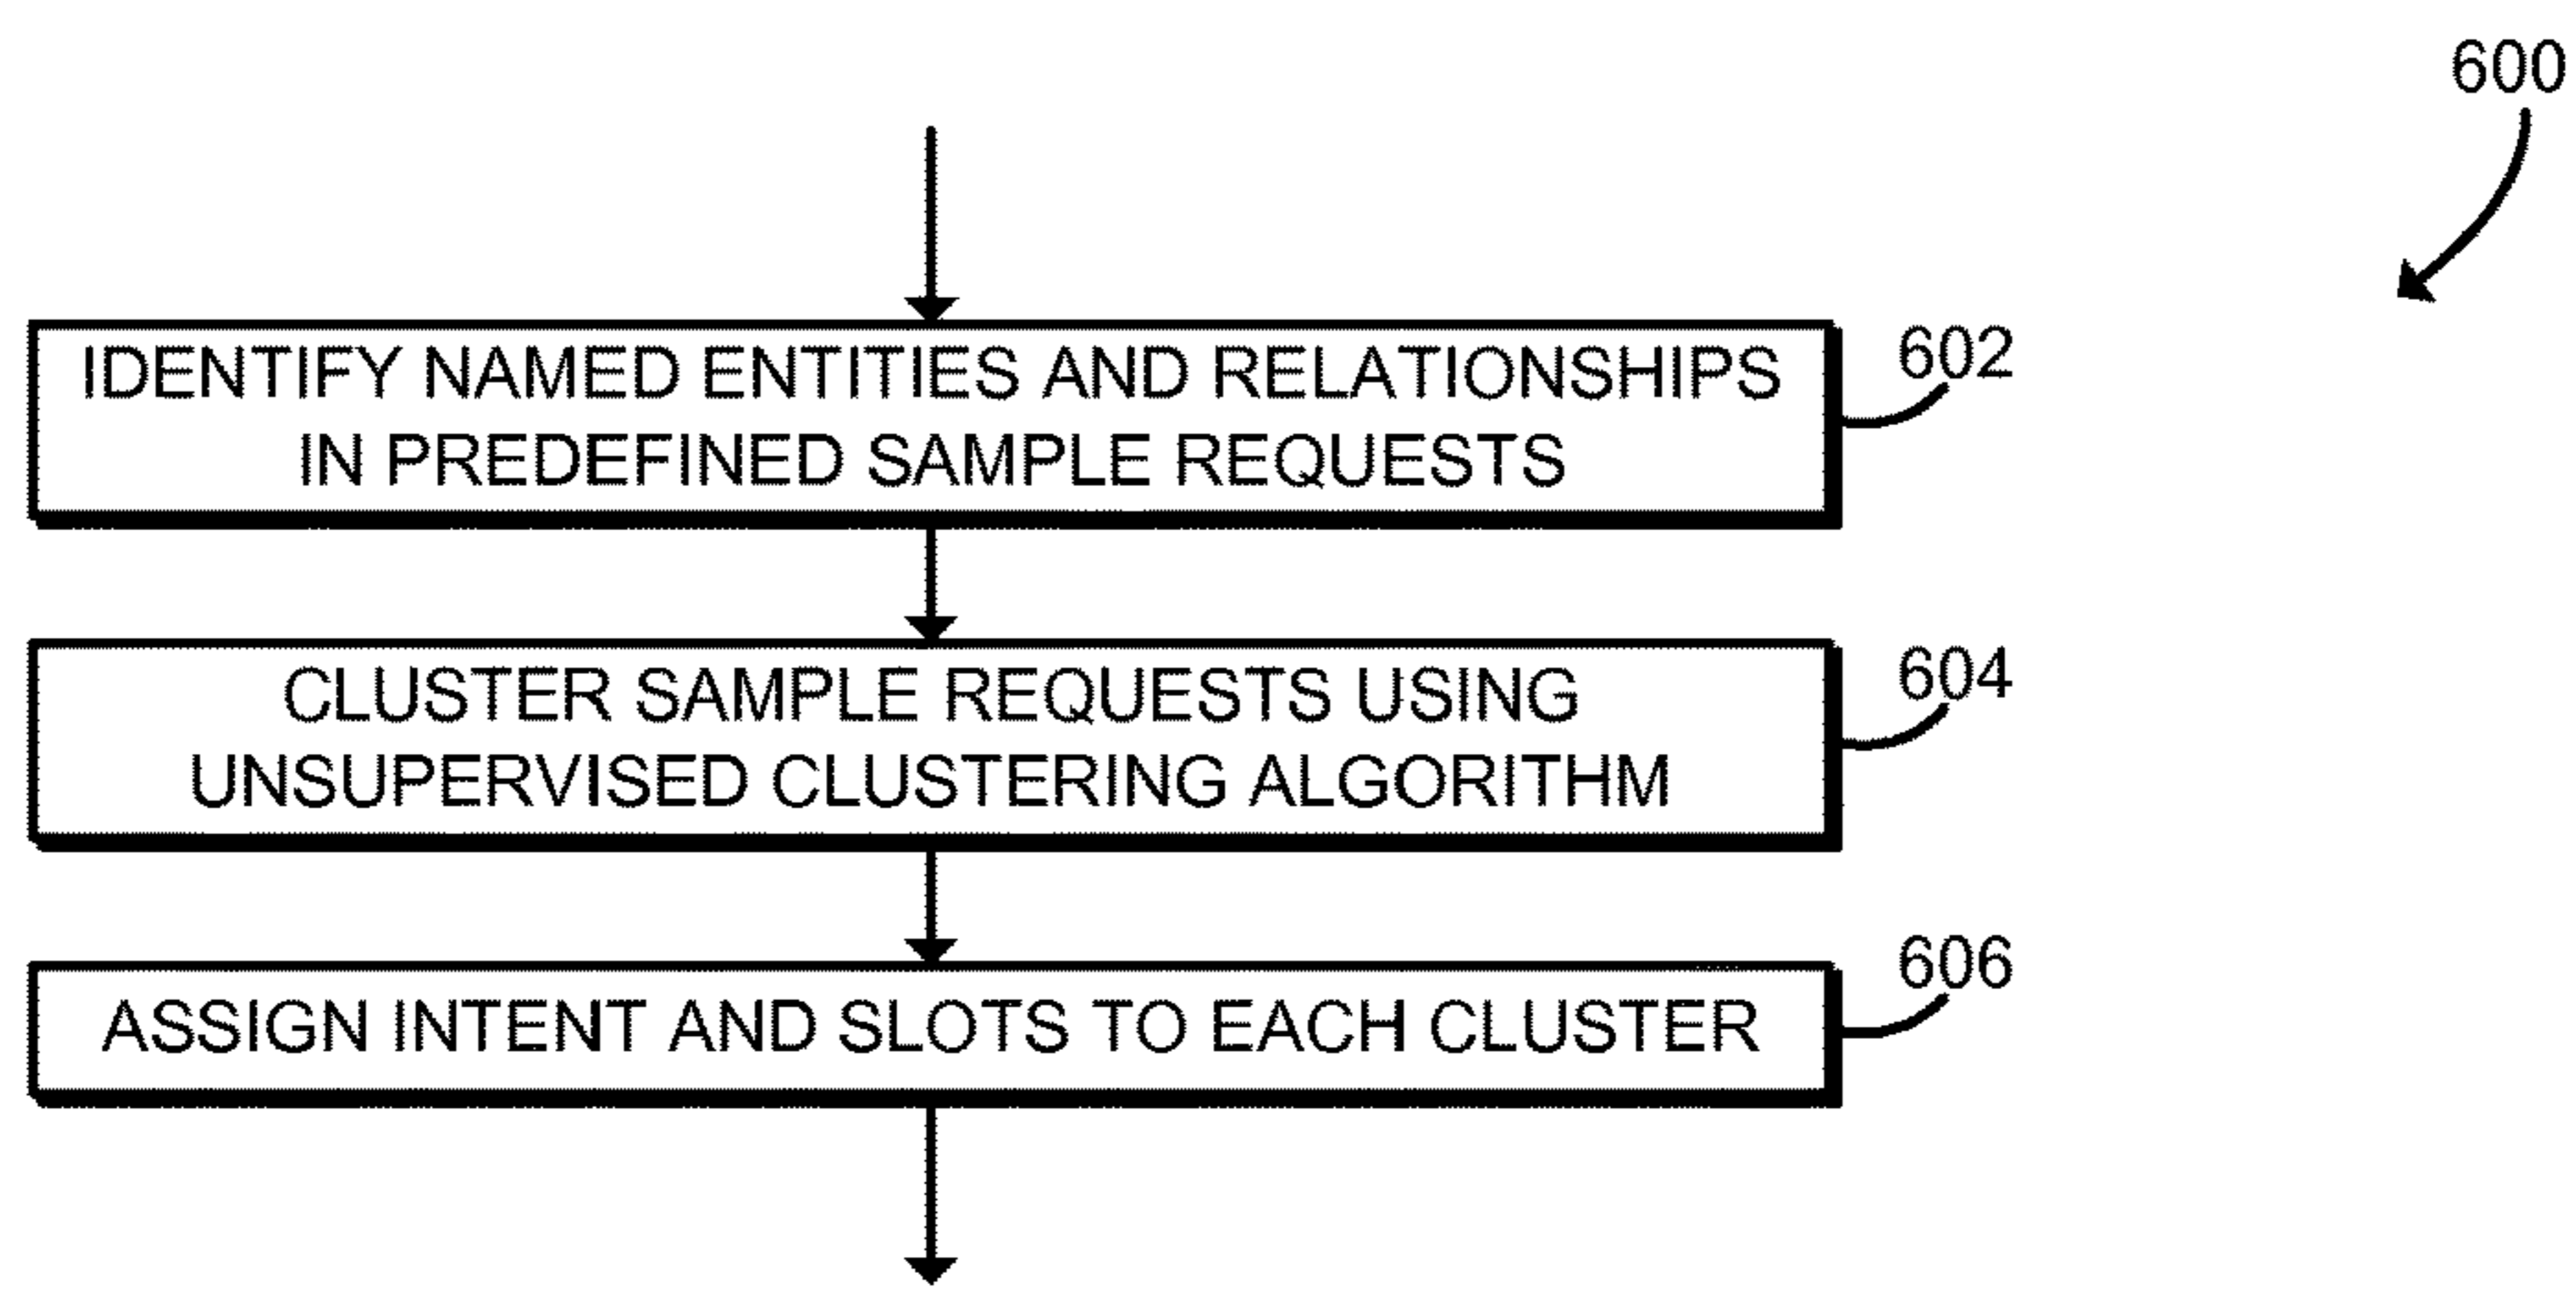 600
IDENTIFY NAMED ENTITIES AND RELATIONSHIPS
IN PREDEFINED SAMPLE REQUESTS
602
CLUSTER SAMPLE REQUESTS USING
UNSUPERVISED CLUSTERING ALGORITHM
604
ASSIGN INTENT AND SLOTS TO EACH CLUSTER
606